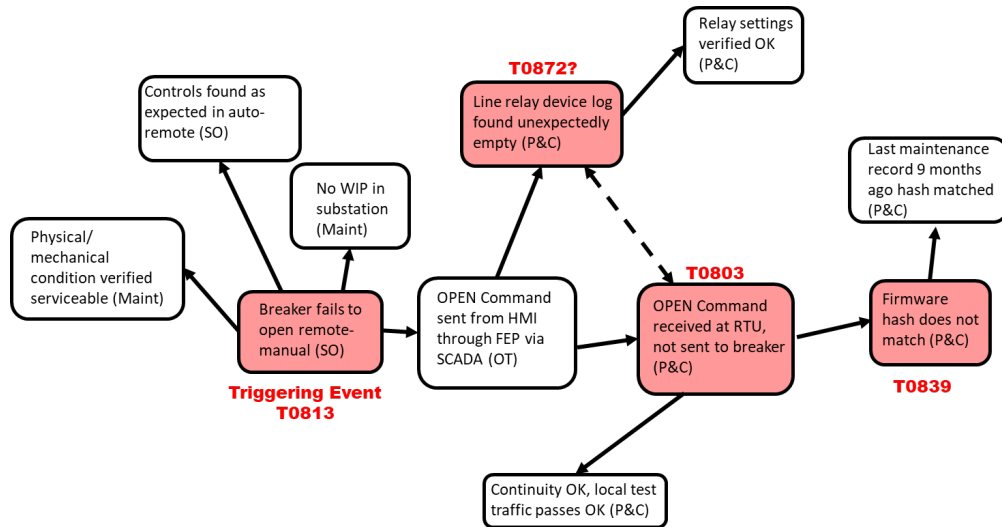 Relay settings
verified OK
(P&C)
T0872?
Controls found as
expected in auto-
remote (SO)
Line relay device log
found unexpectedly
empty (P&C)
Last maintenance
record 9 months
ago hash matched
(P&C)
No WIP in
substation
(Maint)
Physical/
mechanical
condition verified
serviceable (Maint)
T0803
Breaker fails to
open remote-
manual (SO)
OPEN Command
sent from HMI
through FEP via
SCADA (OT)
OPEN Command
received at RTU,
not sent to breaker
(P&C)
Firmware
hash does not
match (P&C)
Triggering Event
T0813
T0839
Continuity OK, local test
traffic passes OK (P&C)